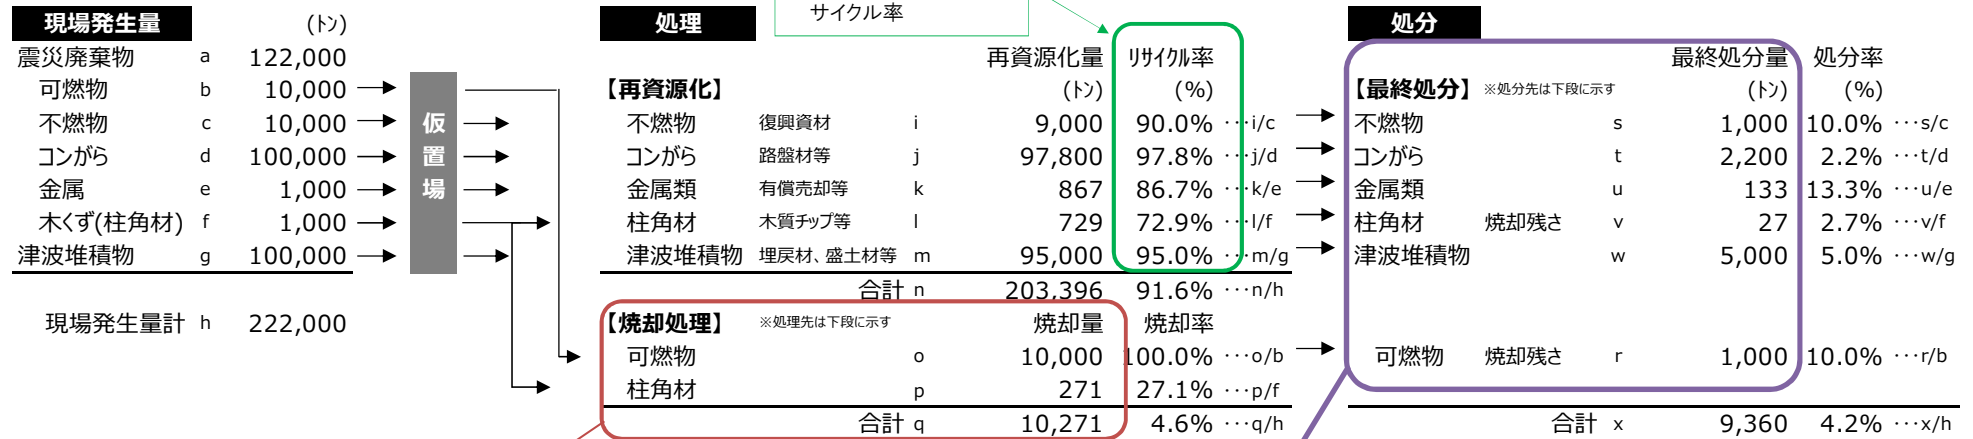 サイクル率
現場発生量 (トン) 処理 処分
再資源化量 リサイクル率 最終処分量 処分率
震災廃棄物 a 122,000
可燃物 b 10,000 【再資源化】 (トン) (%) 【最終処分】 ※処分先は下段に示す (トン) (%)
不燃物 c 10,000 仮 不燃物 復興資材 i 9,000 90.0% ･･･i/c 不燃物 s 1,000 10.0% ･･･s/c
コンがら d 100,000 置 コンがら 路盤材等 j 97,800 97.8% ･･･j/d コンがら t 2,200 2.2% ･･･t/d
金属 e 1,000 場 金属類 有償売却等 k 867 86.7% ･･･k/e 金属類 u 133 13.3% ･･･u/e
木くず(柱角材) f 1,000 柱角材 木質チップ等 l 729 72.9% ･･･l/f 柱角材 焼却残さ v 27 2.7% ･･･v/f
津波堆積物 g 100,000 津波堆積物 埋戻材、盛土材等 m 95,000 95.0% ･･･m/g 津波堆積物 w 5,000 5.0% ･･･w/g
合計 n 203,396 91.6% ･･･n/h
現場発生量計 h 222,000 【焼却処理】 ※処理先は下段に示す 焼却量 焼却率
可燃物 o 10,000 100.0% ･･･o/b 可燃物 焼却残さ r 1,000 10.0% ･･･r/b
柱角材 p 271 27.1% ･･･p/f
合計 q 10,271 4.6% ･･･q/h 合計 x 9,360 4.2% ･･･x/h